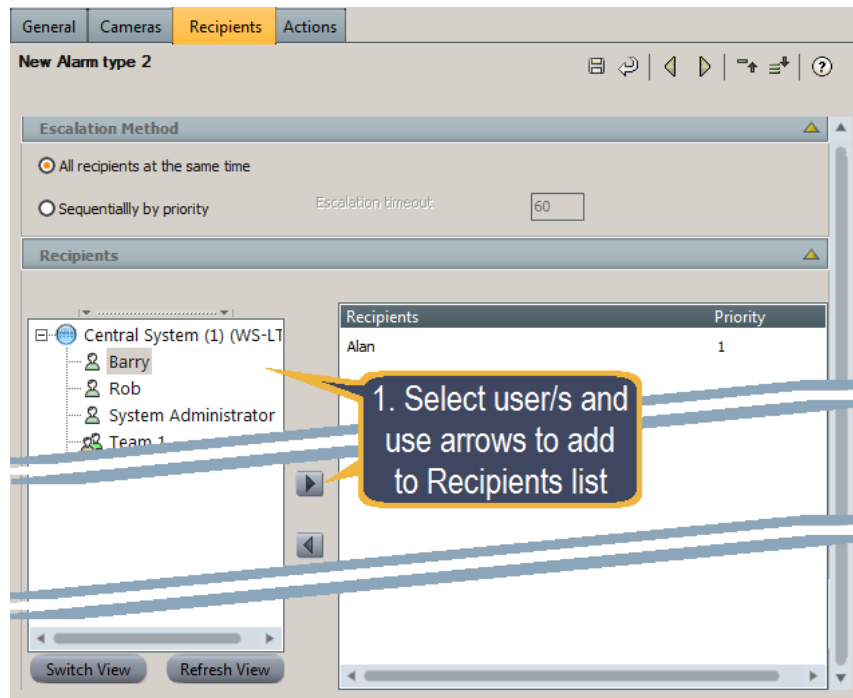 General Cameras Recipients Actions
New Alarm type 2
Escalation Method
All recipients at the same time
Sequentiallly by priority Escalation timeout: 60
Recipients
Recipients Priority
Central System (1) (WS-LT
Alan 1
Barry
Rob
System Administrator
Team 1
1. Select user/s and
use arrows to add
to Recipients list
Switch View Refresh View